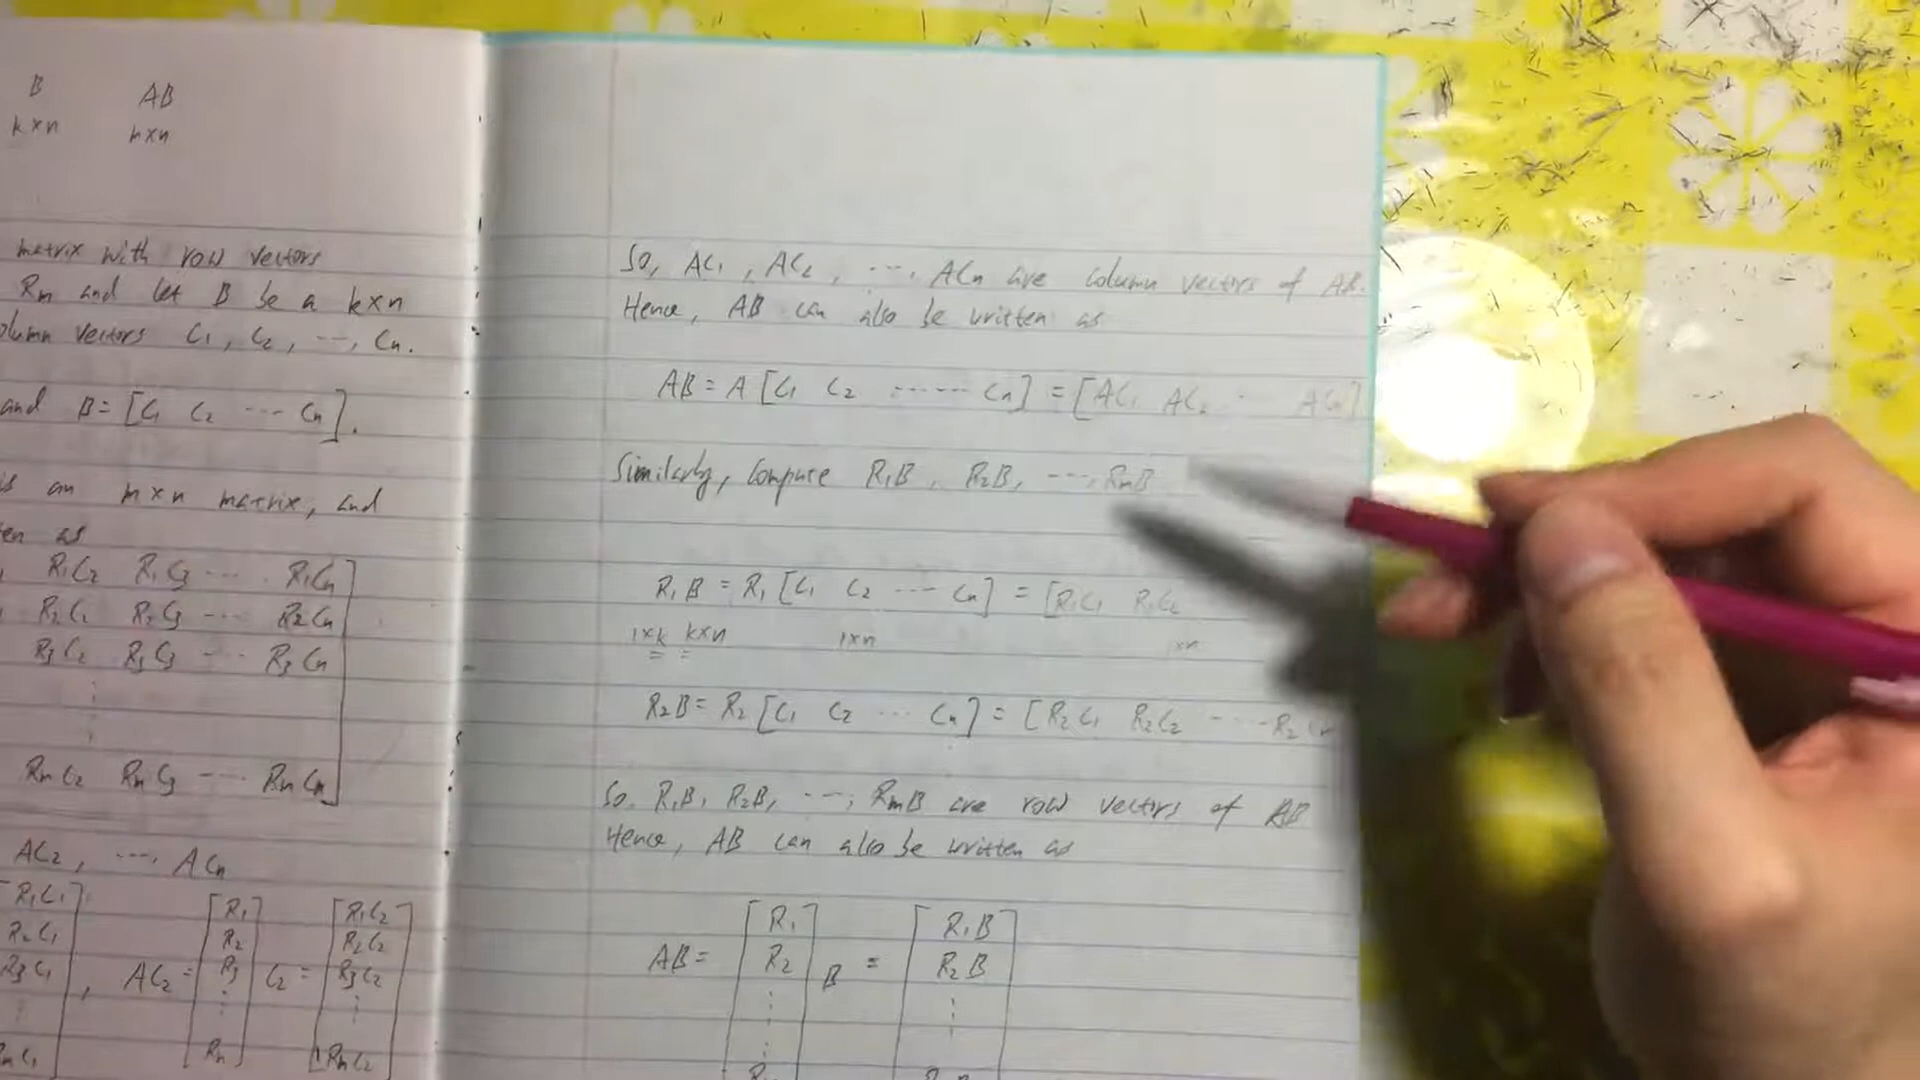 B AB
k×n m×n
matrix with row vectors
Rm and let B be a k×n
column vectors C₁, C₂, ···, Cn.
and B = [C₁ C₂ ··· Cn].
is an m×n matrix, and
as
R₁C₂ R₁C₃ ··· R₁Cn
R₂C₂ R₂C₃ ··· R₂Cn
R₃C₂ R₃C₃ ··· R₃Cn
RmC₂ RmC₃ ··· RmCn
AC₂, ···, ACn
R₁C₁ R₁ R₁C₂
R₂C₁ R₂ R₂C₂
R₃C₁, AC₂ = R₃ C₂ = R₃C₂
⋮ ⋮ ⋮
RmC₁ Rm RmC₂
So, AC₁, AC₂, ···, ACn are column vectors of AB.
Hence, AB can also be written as
AB = A [C₁ C₂ ······ Cn] = [AC₁ AC₂ · ACn]
Similarly, compute R₁B, R₂B, ···, RmB
R₁B = R₁ [C₁ C₂ ··· Cn] = [R₁C₁ R₁C₂
1×k k×n 1×n 1×n
R₂B = R₂ [C₁ C₂ ··· Cn] = [R₂C₁ R₂C₂ ··· R₂Cn
So, R₁B, R₂B, ···, RmB are row vectors of AB
Hence, AB can also be written as
AB = [R₁ R₂ ⋮ B = [R₁B R₂B ⋮